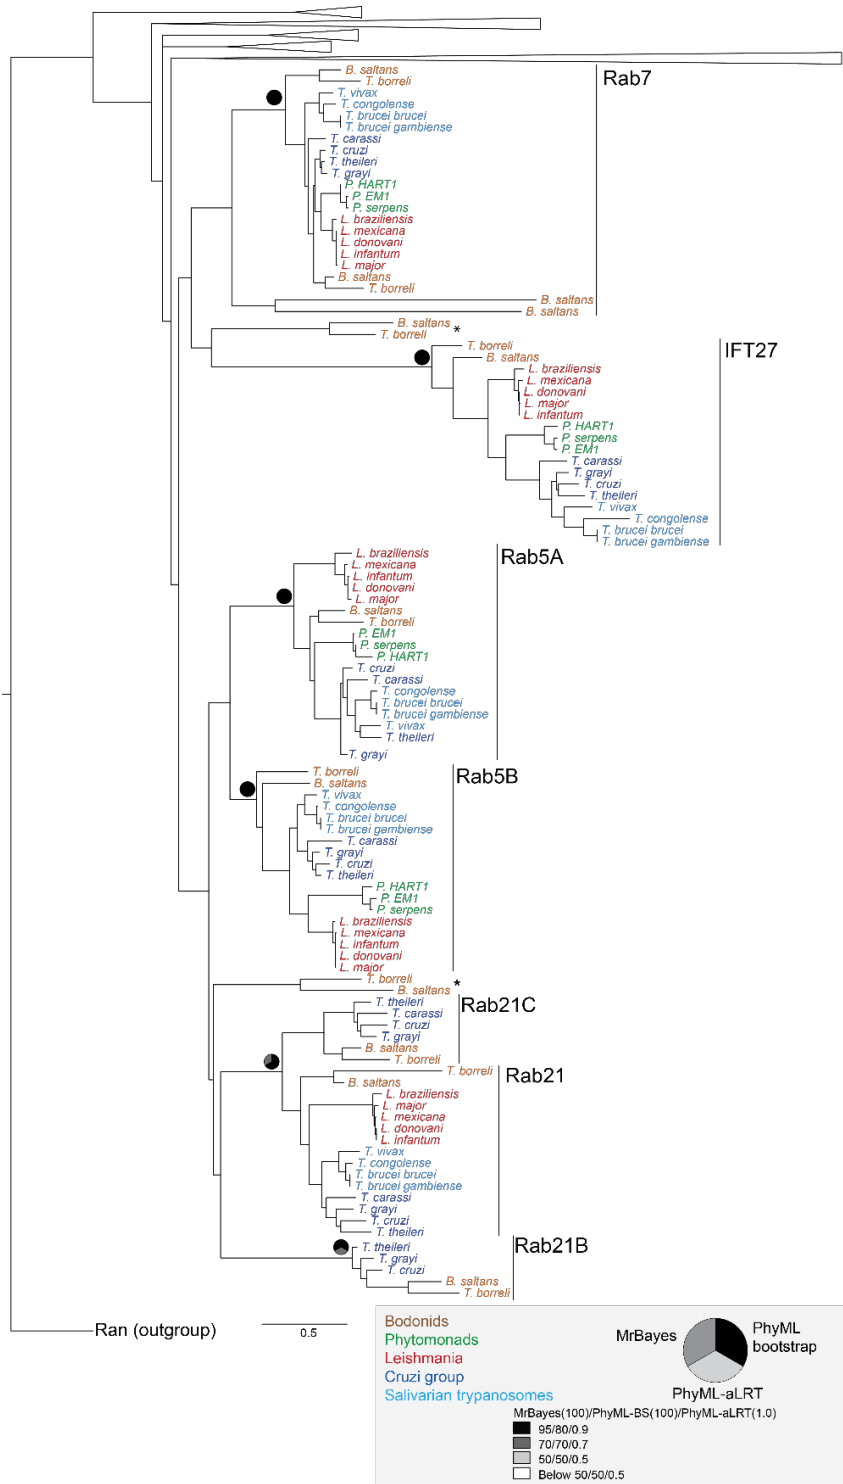 B. saltans
Rab7
T. borreli
T. vivax
T. congolense
T. brucei brucei
T. brucei gambiense
T. carassi
T. cruzi
T. theileri
T. grayi
P. HART1
P. EM1
P. serpens
L. braziliensis
L. mexicana
L. donovani
L. infantum
L. major
B. saltans
T. borreli
B. saltans
B. saltans
B. saltans
*
T. borreli
T. borreli
IFT27
B. saltans
L. braziliensis
L. mexicana
L. donovani
L. major
L. infantum
P. HART1
P. serpens
P. EM1
T. carassi
T. grayi
T. cruzi
T. theileri
T. vivax
T. congolense
T. brucei brucei
T. brucei gambiense
L. braziliensis
Rab5A
L. mexicana
L. infantum
L. donovani
L. major
B. saltans
T. borreli
P. EM1
P. serpens
P. HART1
T. cruzi
T. carassi
T. congolense
T. brucei brucei
T. brucei gambiense
T. vivax
T. theileri
T. grayi
T. borreli
Rab5B
B. saltans
T. vivax
T. congolense
T. brucei brucei
T. brucei gambiense
T. carassi
T. grayi
T. cruzi
T. theileri
P. HART1
P. EM1
P. serpens
L. braziliensis
L. mexicana
L. infantum
L. donovani
L. major
T. borreli
*
B. saltans
T. theileri
Rab21C
T. carassi
T. cruzi
T. grayi
B. saltans
T. borreli
T. borreli
Rab21
B. saltans
L. braziliensis
L. major
L. mexicana
L. donovani
L. infantum
T. vivax
T. congolense
T. brucei brucei
T. brucei gambiense
T. carassi
T. grayi
T. cruzi
T. theileri
T. theileri
Rab21B
T. grayi
T. cruzi
B. saltans
T. borreli
Ran (outgroup)
0.5
Bodonids
Phytomonads
Leishmania
Cruzi group
Salivarian trypanosomes
MrBayes
PhyML
bootstrap
PhyML-aLRT
MrBayes(100)/PhyML-BS(100)/PhyML-aLRT(1.0)
95/80/0.9
70/70/0.7
50/50/0.5
Below 50/50/0.5